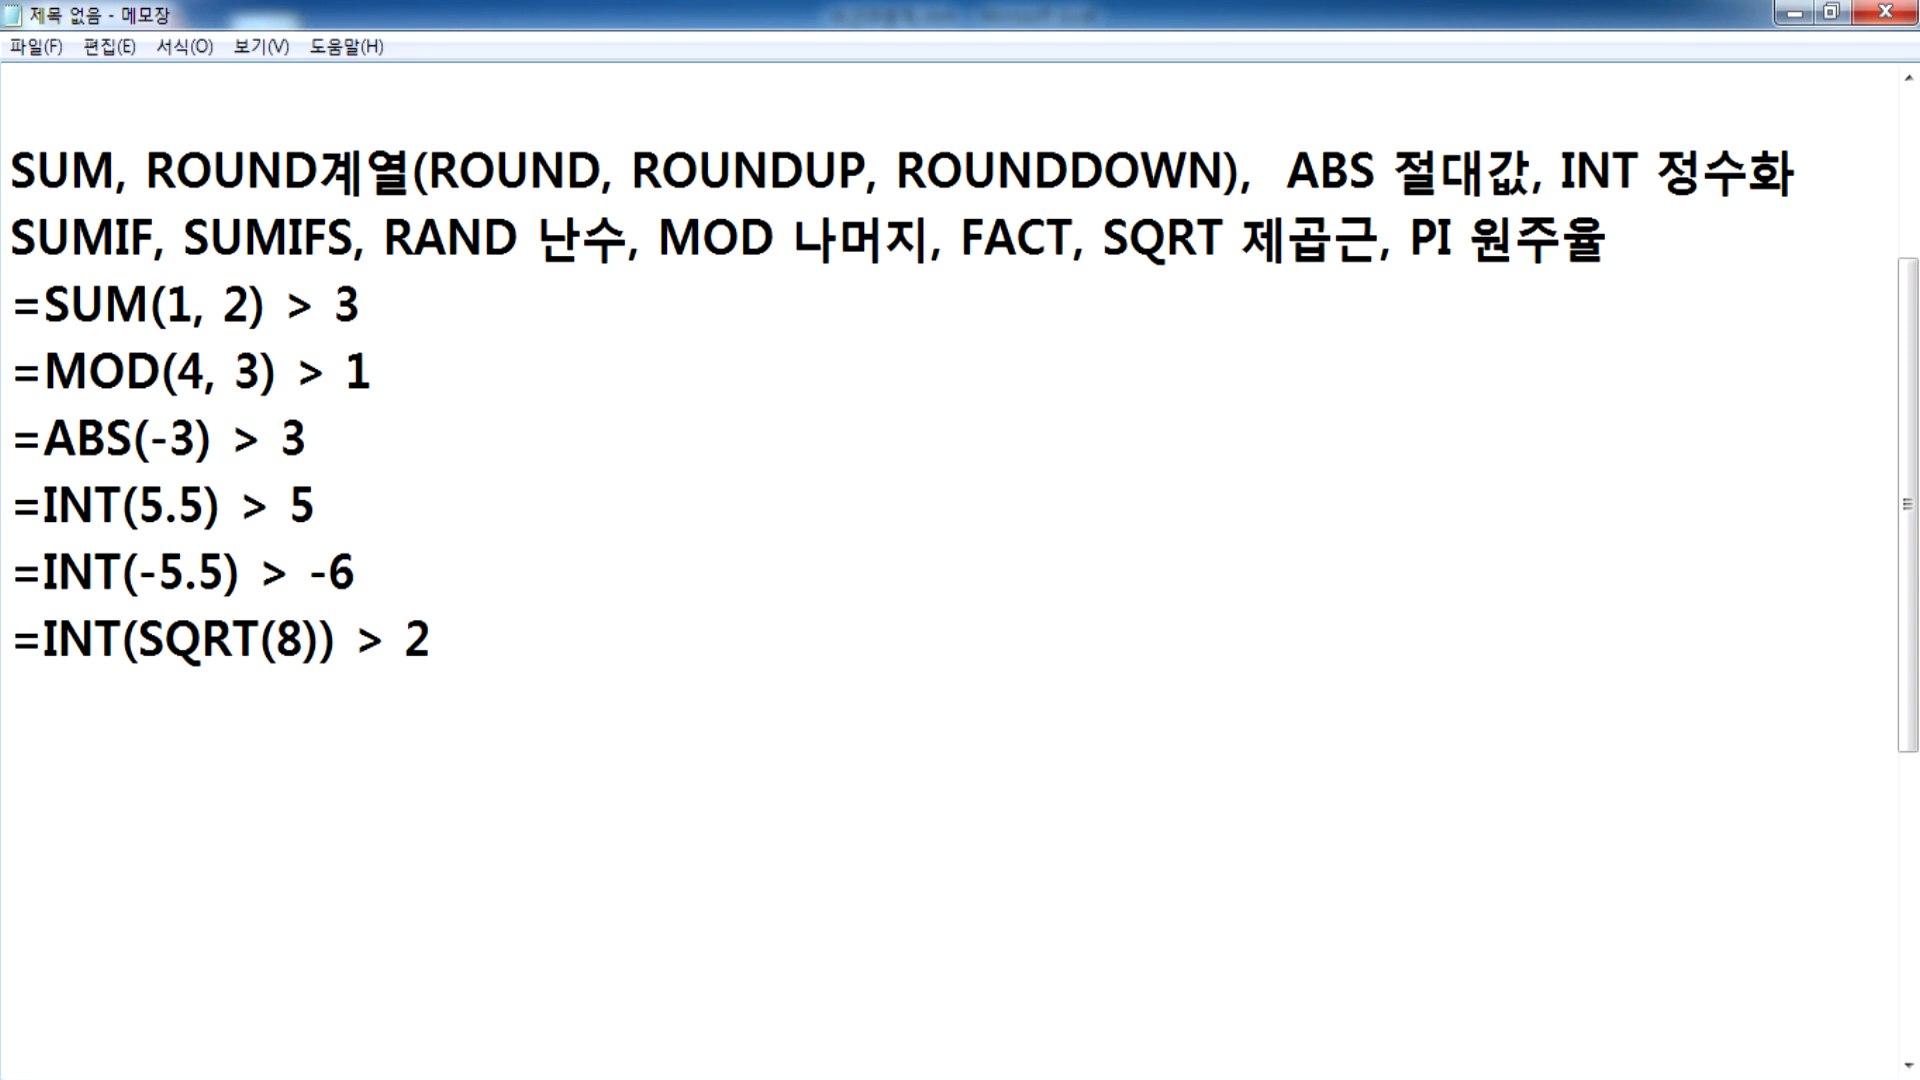 제목 없음 - 메모장
파일(F) 편집(E) 서식(O) 보기(V) 도움말(H)
SUM, ROUND계열(ROUND, ROUNDUP, ROUNDDOWN),  ABS 절대값, INT 정수화
SUMIF, SUMIFS, RAND 난수, MOD 나머지, FACT, SQRT 제곱근, PI 원주율
=SUM(1, 2) > 3
=MOD(4, 3) > 1
=ABS(-3) > 3
=INT(5.5) > 5
=INT(-5.5) > -6
=INT(SQRT(8)) > 2